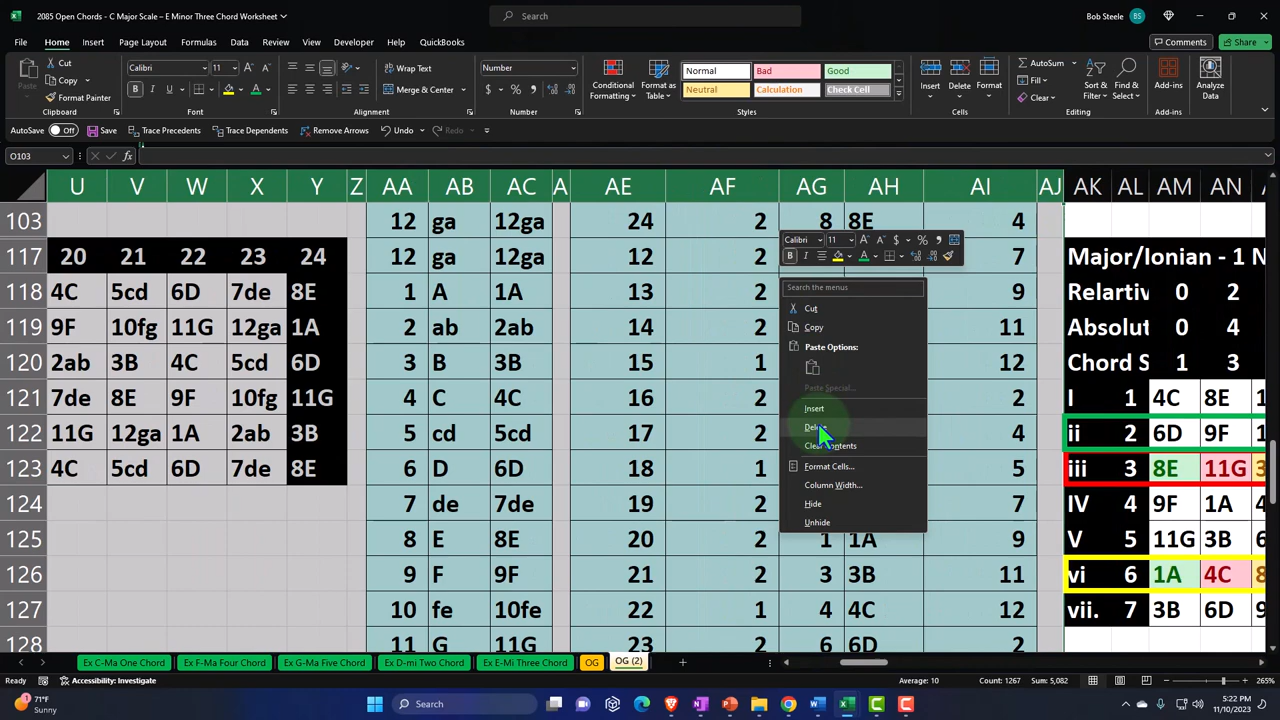 2085 Open Chords - C Major Scale – E Minor Three Chord Worksheet
Search
Bob Steele BS
File Home Insert Page Layout Formulas Data Review View Developer Help QuickBooks
Comments Share
Cut
Copy
Paste
Format Painter
Calibri 11
Wrap Text
Merge & Center
Number
Conditional Formatting
Format as Table
Normal Bad Good
Neutral Calculation Check Cell
Insert Delete Format
AutoSum
Fill
Clear
Sort & Filter
Find & Select
Add-ins
Analyze Data
Clipboard Font Alignment Number Styles Cells Editing Add-ins
AutoSave Off Save Trace Precedents Trace Dependents Remove Arrows Undo Redo
O103 fx
U V W X Y Z AA AB AC A AE AF AG AH AI AJ AK AL AM AN
103 12 ga 12ga 24 2 8 8E 4
117 20 21 22 23 24 12 ga 12ga 12 2 7 Major/Ionian - 1 N
118 4C 5cd 6D 7de 8E 1 A 1A 13 2 9 Relartiv 0 2
119 9F 10fg 11G 12ga 1A 2 ab 2ab 14 2 11 Absolut 0 4
120 2ab 3B 4C 5cd 6D 3 B 3B 15 1 12 Chord S 1 3
121 7de 8E 9F 10fg 11G 4 C 4C 16 2 2 I 1 4C 8E
122 11G 12ga 1A 2ab 3B 5 cd 5cd 17 2 4 ii 2 6D 9F
123 4C 5cd 6D 7de 8E 6 D 6D 18 1 5 iii 3 8E 11G
124 7 de 7de 19 2 7 IV 4 9F 1A
125 8 E 8E 20 2 1 1A 9 V 5 11G 3B
126 9 F 9F 21 2 3 3B 11 vi 6 1A 4C 8
127 10 fe 10fe 22 1 4 4C 12 vii. 7 3B 6D 9
128 11 G 11G 23 2 6 6D 2
Calibri 11
Search the menus
Cut
Copy
Paste Options:
Paste Special...
Insert
Delete
Clear Contents
Format Cells...
Column Width...
Hide
Unhide
Ex C-Ma One Chord Ex F-Ma Four Chord Ex G-Ma Five Chord Ex D-mi Two Chord Ex E-Mi Three Chord OG OG (2)
Ready Accessibility: Investigate Average: 10 Count: 1267 Sum: 5,082 265%
71°F
Sunny
Search
5:22 PM
11/10/2023